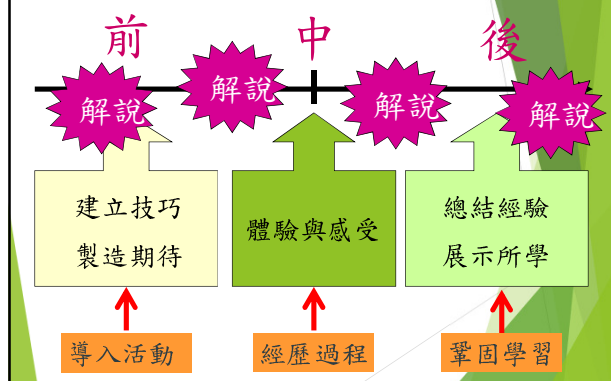 前
中
後
解說
解說
解說
解說
建立技巧
製造期待
體驗與感受
總結經驗
展示所學
導入活動
經歷過程
鞏固學習